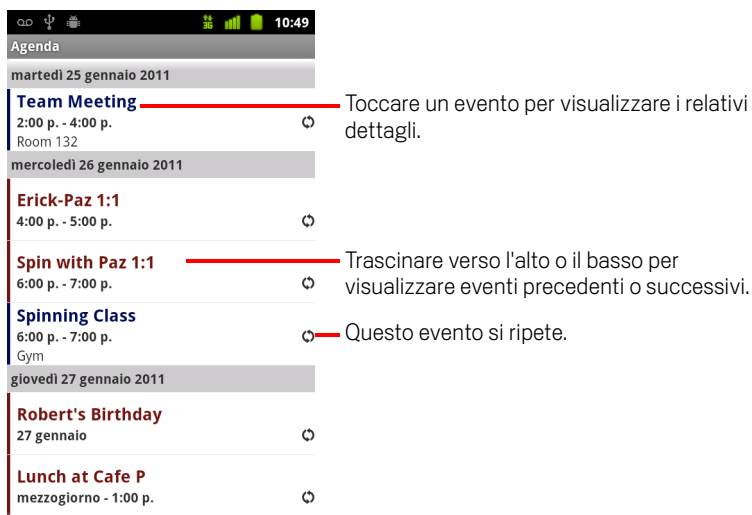 3G 10:49
Agenda
martedì 25 gennaio 2011
Team Meeting
2:00 p. - 4:00 p.
Room 132
mercoledì 26 gennaio 2011
Erick-Paz 1:1
4:00 p. - 5:00 p.
Spin with Paz 1:1
6:00 p. - 7:00 p.
Spinning Class
6:00 p. - 7:00 p.
Gym
giovedì 27 gennaio 2011
Robert's Birthday
27 gennaio
Lunch at Cafe P
mezzogiorno - 1:00 p.
Toccare un evento per visualizzare i relativi
dettagli.
Trascinare verso l'alto o il basso per
visualizzare eventi precedenti o successivi.
Questo evento si ripete.